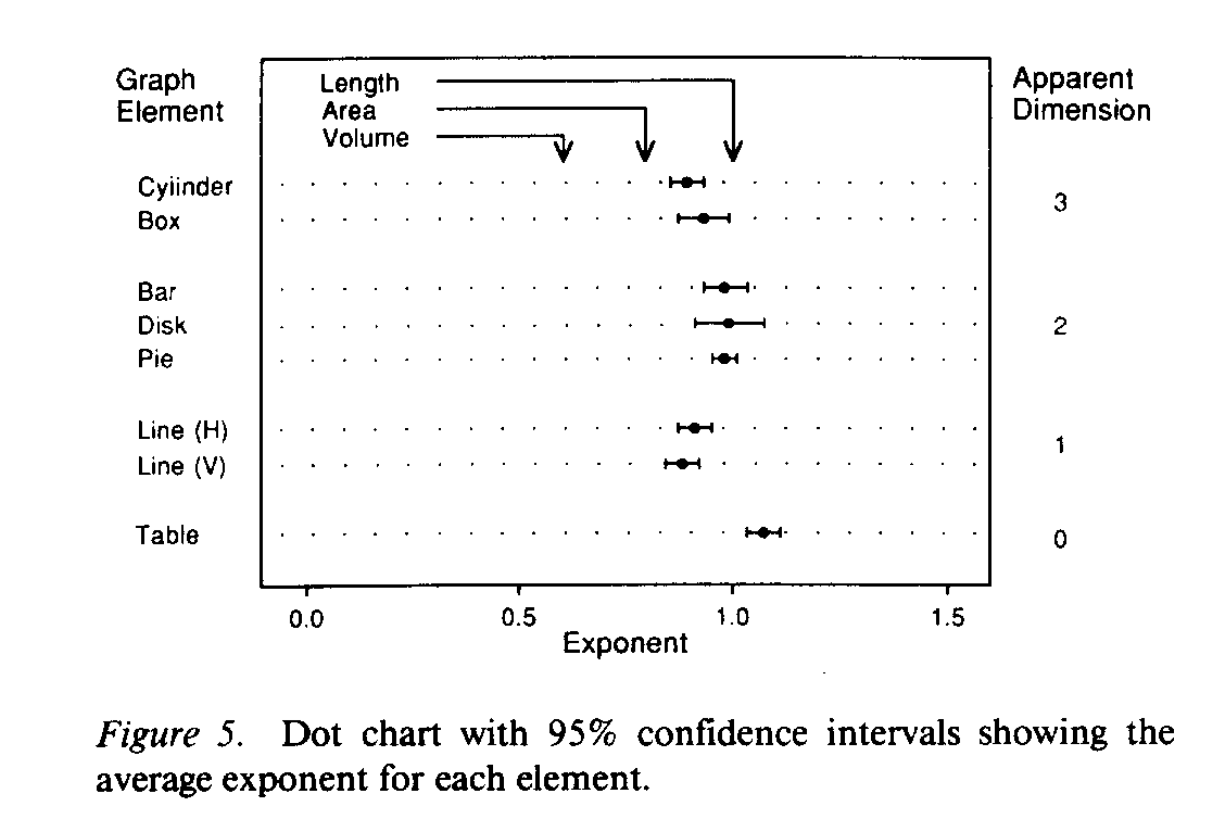 Graph
Element
Length
Area
Volume
Apparent
Dimension
Cylinder
Box
3
Bar
Disk
2
Pie
Line (H)
1
Line (V)
Table
0
0.0 0.5 1.0 1.5
Exponent
Figure 5. Dot chart with 95% confidence intervals showing the
average exponent for each element.